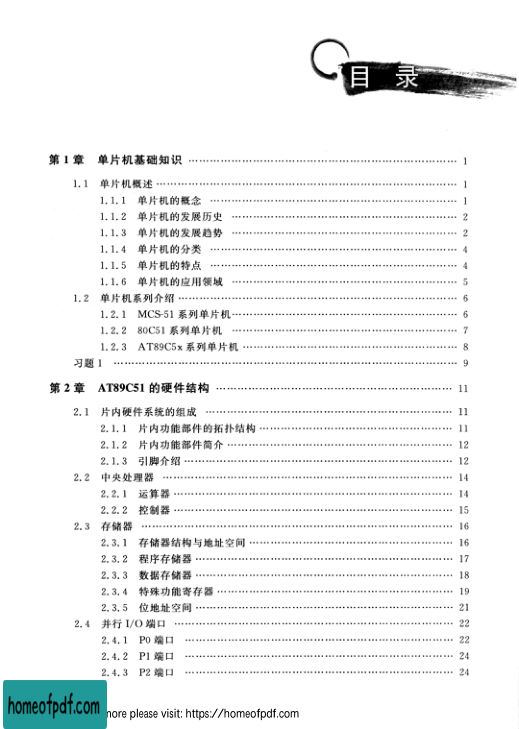 目 录
第 1 章 单片机基础知识 …… 1
1.1 单片机概述 …… 1
1.1.1 单片机的概念 …… 1
1.1.2 单片机的发展历史 …… 2
1.1.3 单片机的发展趋势 …… 2
1.1.4 单片机的分类 …… 4
1.1.5 单片机的特点 …… 4
1.1.6 单片机的应用领域 …… 5
1.2 单片机系列介绍 …… 6
1.2.1 MCS-51 系列单片机 …… 6
1.2.2 80C51 系列单片机 …… 7
1.2.3 AT89C5x 系列单片机 …… 8
习题 1 …… 9
第 2 章 AT89C51 的硬件结构 …… 11
2.1 片内硬件系统的组成 …… 11
2.1.1 片内功能部件的拓扑结构 …… 11
2.1.2 片内功能部件简介 …… 12
2.1.3 引脚介绍 …… 12
2.2 中央处理器 …… 14
2.2.1 运算器 …… 14
2.2.2 控制器 …… 15
2.3 存储器 …… 16
2.3.1 存储器结构与地址空间 …… 16
2.3.2 程序存储器 …… 17
2.3.3 数据存储器 …… 18
2.3.4 特殊功能寄存器 …… 19
2.3.5 位地址空间 …… 21
2.4 并行 I/O 端口 …… 22
2.4.1 P0 端口 …… 22
2.4.2 P1 端口 …… 24
2.4.3 P2 端口 …… 24
homeofpdf.com
more please visit: https://homeofpdf.com